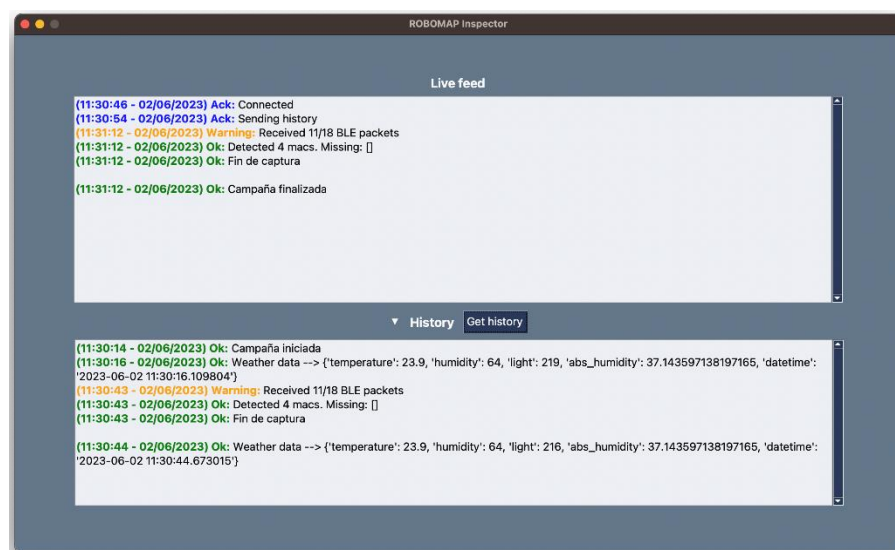 ROBOMAP Inspector
Live feed
(11:30:46 - 02/06/2023) Ack: Connected
(11:30:54 - 02/06/2023) Ack: Sending history
(11:31:12 - 02/06/2023) Warning: Received 11/18 BLE packets
(11:31:12 - 02/06/2023) Ok: Detected 4 macs. Missing: []
(11:31:12 - 02/06/2023) Ok: Fin de captura
(11:31:12 - 02/06/2023) Ok: Campaña finalizada
▼ History Get history
(11:30:14 - 02/06/2023) Ok: Campaña iniciada
(11:30:16 - 02/06/2023) Ok: Weather data --> {'temperature': 23.9, 'humidity': 64, 'light': 219, 'abs_humidity': 37.143597138197165, 'datetime':
'2023-06-02 11:30:16.109804'}
(11:30:43 - 02/06/2023) Warning: Received 11/18 BLE packets
(11:30:43 - 02/06/2023) Ok: Detected 4 macs. Missing: []
(11:30:43 - 02/06/2023) Ok: Fin de captura
(11:30:44 - 02/06/2023) Ok: Weather data --> {'temperature': 23.9, 'humidity': 64, 'light': 216, 'abs_humidity': 37.143597138197165, 'datetime':
'2023-06-02 11:30:44.673015'}